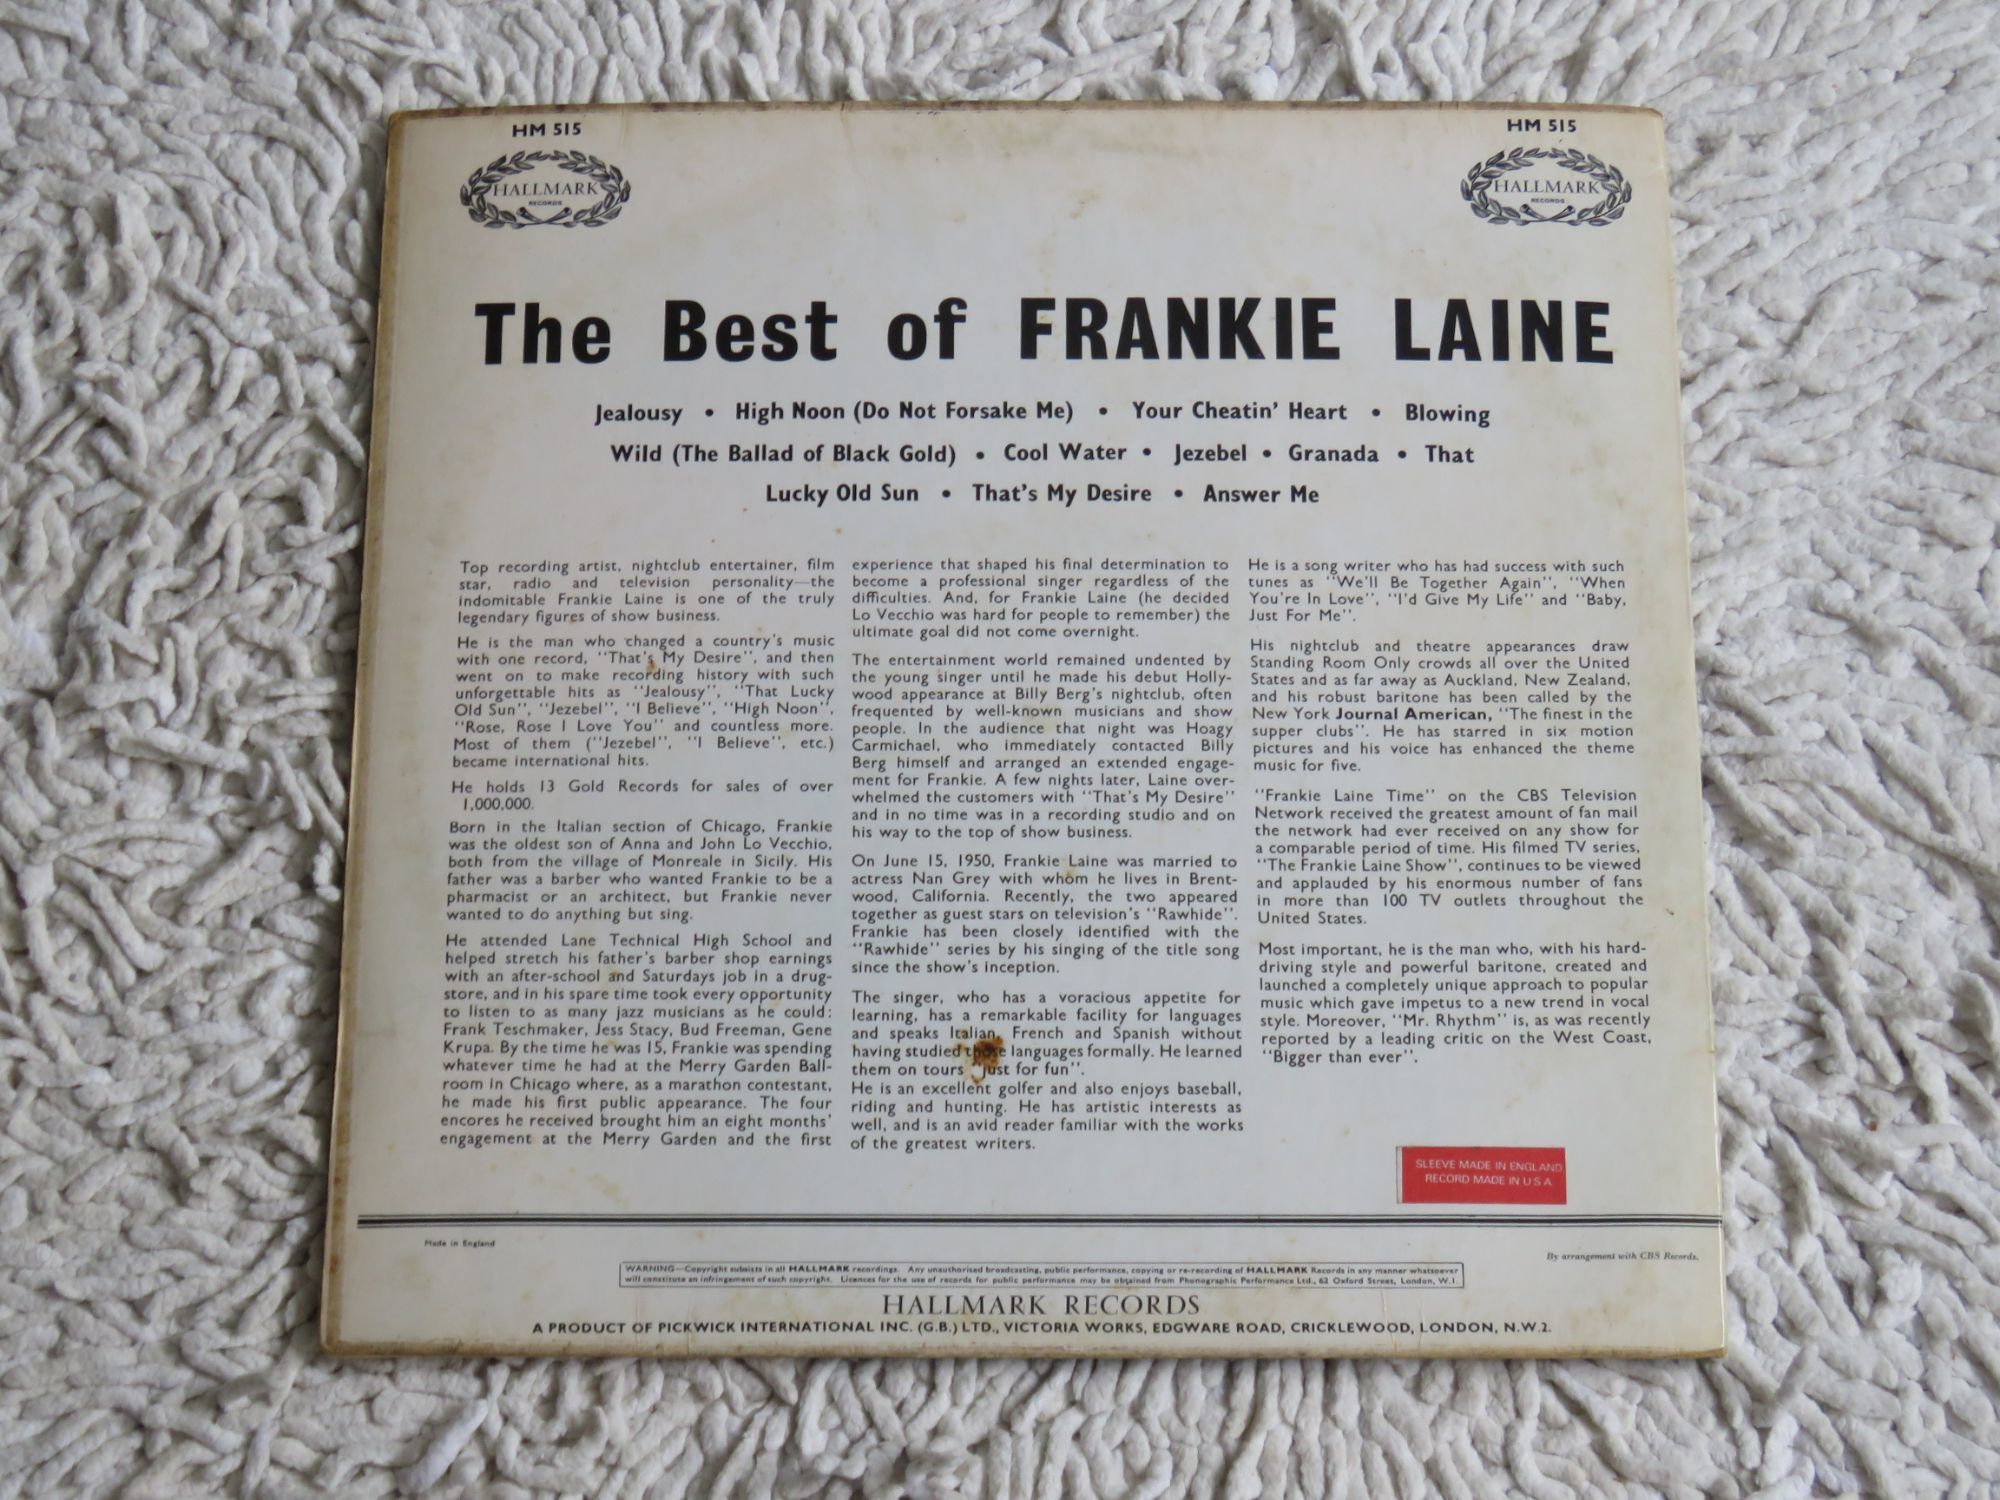 HM 515
HM 515
HALLMARK
RECORDS
HALLMARK
RECORDS
The Best of FRANKIE LAINE
Jealousy • High Noon (Do Not Forsake Me) • Your Cheatin' Heart • Blowing
Wild (The Ballad of Black Gold) • Cool Water • Jezebel • Granada • That
Lucky Old Sun • That's My Desire • Answer Me
Top recording artist, nightclub entertainer, film
star, radio and television personality—the
indomitable Frankie Laine is one of the truly
legendary figures of show business.
He is the man who changed a country's music
with one record, "That's My Desire", and then
went on to make recording history with such
unforgettable hits as "Jealousy", "That Lucky
Old Sun", "Jezebel", "I Believe", "High Noon",
"Rose, Rose I Love You" and countless more.
Most of them ("Jezebel", "I Believe", etc.)
became international hits.
He holds 13 Gold Records for sales of over
1,000,000.
Born in the Italian section of Chicago, Frankie
was the oldest son of Anna and John Lo Vecchio,
both from the village of Monreale in Sicily. His
father was a barber who wanted Frankie to be a
pharmacist or an architect, but Frankie never
wanted to do anything but sing.
He attended Lane Technical High School and
helped stretch his father's barber shop earnings
with an after-school and Saturdays job in a drug-
store, and in his spare time took every opportunity
to listen to as many jazz musicians as he could:
Frank Teschmaker, Jess Stacy, Bud Freeman, Gene
Krupa. By the time he was 15, Frankie was spending
whatever time he had at the Merry Garden Ball-
room in Chicago where, as a marathon contestant,
he made his first public appearance. The four
encores he received brought him an eight months'
engagement at the Merry Garden and the first
experience that shaped his final determination to
become a professional singer regardless of the
difficulties. And, for Frankie Laine (he decided
Lo Vecchio was hard for people to remember) the
ultimate goal did not come overnight.
The entertainment world remained undented by
the young singer until he made his debut Holly-
wood appearance at Billy Berg's nightclub, often
frequented by well-known musicians and show
people. In the audience that night was Hoagy
Carmichael, who immediately contacted Billy
Berg himself and arranged an extended engage-
ment for Frankie. A few nights later, Laine over-
whelmed the customers with "That's My Desire"
and in no time was in a recording studio and on
his way to the top of show business.
On June 15, 1950, Frankie Laine was married to
actress Nan Grey with whom he lives in Brent-
wood, California. Recently, the two appeared
together as guest stars on television's "Rawhide".
Frankie has been closely identified with the
"Rawhide" series by his singing of the title song
since the show's inception.
The singer, who has a voracious appetite for
learning, has a remarkable facility for languages
and speaks Italian, French and Spanish without
having studied those languages formally. He learned
them on tours "just for fun".
He is an excellent golfer and also enjoys baseball,
riding and hunting. He has artistic interests as
well, and is an avid reader familiar with the works
of the greatest writers.
He is a song writer who has had success with such
tunes as "We'll Be Together Again", "When
You're In Love", "I'd Give My Life" and "Baby,
Just For Me".
His nightclub and theatre appearances draw
Standing Room Only crowds all over the United
States and as far away as Auckland, New Zealand,
and his robust baritone has been called by the
New York Journal American, "The finest in the
supper clubs". He has starred in six motion
pictures and his voice has enhanced the theme
music for five.
"Frankie Laine Time" on the CBS Television
Network received the greatest amount of fan mail
the network had ever received on any show for
a comparable period of time. His filmed TV series,
"The Frankie Laine Show", continues to be viewed
and applauded by his enormous number of fans
in more than 100 TV outlets throughout the
United States.
Most important, he is the man who, with his hard-
driving style and powerful baritone, created and
launched a completely unique approach to popular
music which gave impetus to a new trend in vocal
style. Moreover, "Mr. Rhythm" is, as was recently
reported by a leading critic on the West Coast,
"Bigger than ever".
SLEEVE MADE IN ENGLAND
RECORD MADE IN U S A
Made in England
By arrangement with CBS Records.
WARNING—Copyright subsists in all HALLMARK recordings. Any unauthorised broadcasting, public performance, copying or re-recording of HALLMARK Records in any manner whatsoever
will constitute an infringement of such copyright. Licences for the use of records for public performance may be obtained from Phonographic Performance Ltd., 62 Oxford Street, London, W.1.
HALLMARK RECORDS
A PRODUCT OF PICKWICK INTERNATIONAL INC. (G.B.) LTD., VICTORIA WORKS, EDGWARE ROAD, CRICKLEWOOD, LONDON, N.W.2.